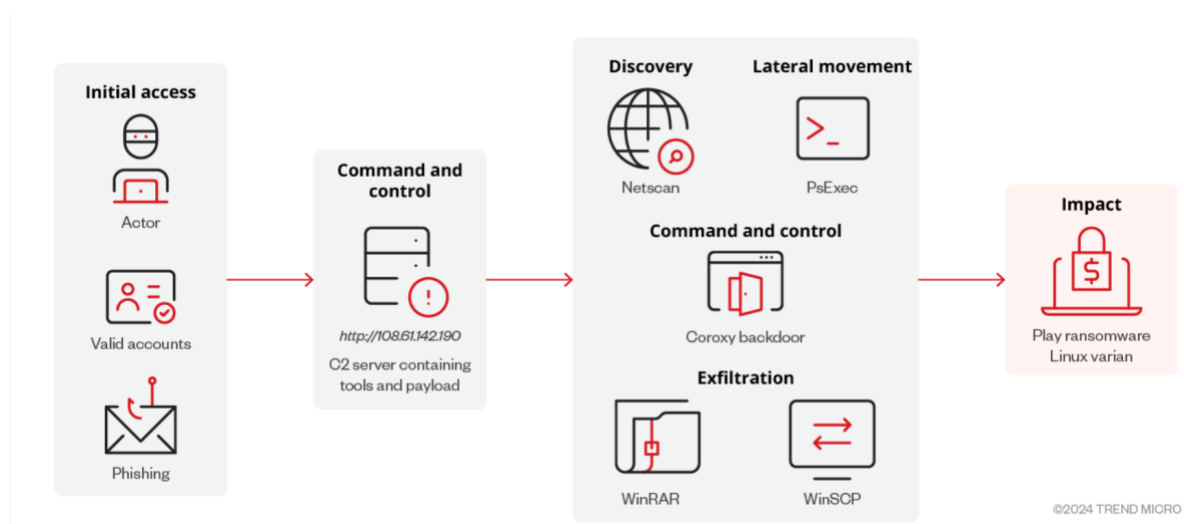 Initial access
Actor
Valid accounts
Phishing
Command and
control
http://108.61.142.190
C2 server containing
tools and payload
Discovery
Netscan
Lateral movement
PsExec
Command and control
Coroxy backdoor
Exfiltration
WinRAR
WinSCP
Impact
Play ransomware
Linux varian
©2024 TREND MICRO